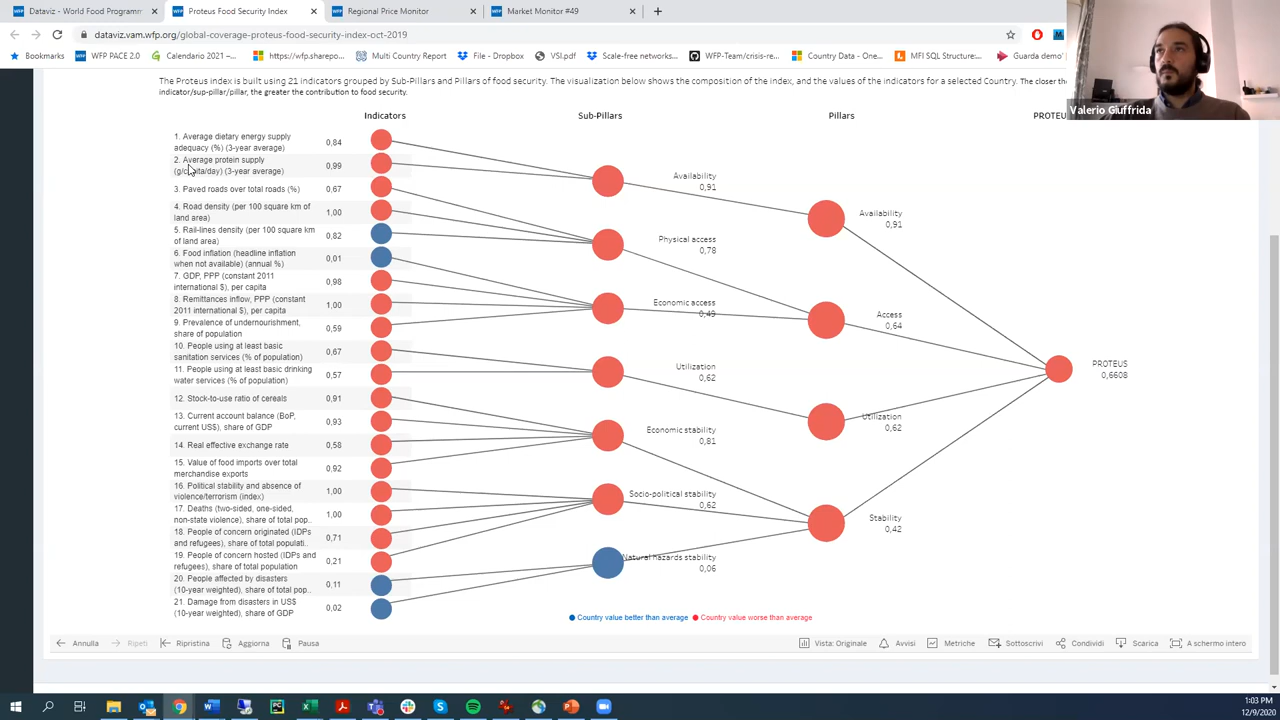 Dataviz - World Food Programm
Proteus Food Security Index
Regional Price Monitor
Market Monitor #49
dataviz.vam.wfp.org/global-coverage-proteus-food-security-index-oct-2019
Bookmarks
WFP PACE 2.0
Calendario 2021 –...
https://wfp.sharepo...
Multi Country Report
File - Dropbox
VSI.pdf
Scale-free networks...
WFP-Team/crisis-re...
Country Data - One...
MFI SQL Structure:...
Guarda demo'
Valerio Giuffrida
The Proteus index is built using 21 indicators grouped by Sub-Pillars and Pillars of food security. The visualization below shows the composition of the index, and the values of the indicators for a selected Country. The closer
indicator/sup-pillar/pillar, the greater the contribution to food security.
Indicators
Sub-Pillars
Pillars
PROTEU
1. Average dietary energy supply
adequacy (%) (3-year average)
0,84
2. Average protein supply
(g/capita/day) (3-year average)
0,99
3. Paved roads over total roads (%)
0,67
4. Road density (per 100 square km of
land area)
1,00
5. Rail-lines density (per 100 square km
of land area)
0,82
6. Food inflation (headline inflation
when not available) (annual %)
0,01
7. GDP, PPP (constant 2011
international $), per capita
0,98
8. Remittances inflow, PPP (constant
2011 international $), per capita
1,00
9. Prevalence of undernourishment,
share of population
0,59
10. People using at least basic
sanitation services (% of population)
0,67
11. People using at least basic drinking
water services (% of population)
0,57
12. Stock-to-use ratio of cereals
0,91
13. Current account balance (BoP,
current US$), share of GDP
0,93
14. Real effective exchange rate
0,58
15. Value of food imports over total
merchandise exports
0,92
16. Political stability and absence of
violence/terrorism (index)
1,00
17. Deaths (two-sided, one-sided,
non-state violence), share of total pop..
1,00
18. People of concern originated (IDPs
and refugees), share of total populati..
0,71
19. People of concern hosted (IDPs and
refugees), share of total population
0,21
20. People affected by disasters
(10-year weighted), share of total pop..
0,11
21. Damage from disasters in US$
(10-year weighted), share of GDP
0,02
Availability
0,91
Physical access
0,78
Economic access
0,49
Utilization
0,62
Economic stability
0,81
Socio-political stability
0,62
Natural hazards stability
0,06
Availability
0,91
Access
0,64
Utilization
0,62
Stability
0,42
PROTEUS
0,6608
Country value better than average
Country value worse than average
Annulla
Ripeti
Ripristina
Aggiorna
Pausa
Vista: Originale
Avvisi
Metriche
Sottoscrivi
Condividi
Scarica
A schermo intero
1:03 PM
12/9/2020